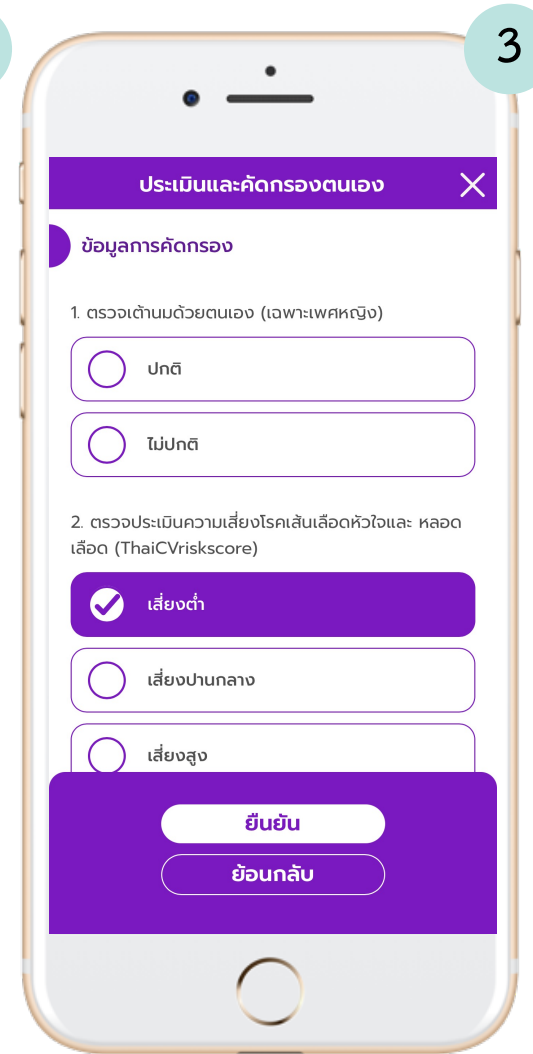 3
ประเมินและคัดกรองตนเอง
ข้อมูลการคัดกรอง
1. ตรวจเต้านมด้วยตนเอง (เฉพาะเพศหญิง)
ปกติ
ไม่ปกติ
2. ตรวจประเมินความเสี่ยงโรคเส้นเลือดหัวใจและ หลอด
เลือด (ThaiCVriskscore)
เสี่ยงต่ำ
เสี่ยงปานกลาง
เสี่ยงสูง
ยืนยัน
ย้อนกลับ